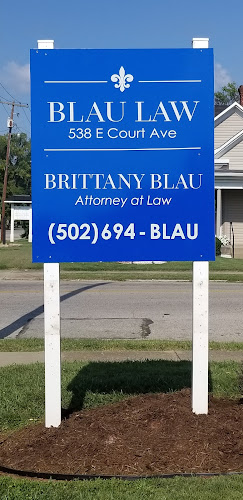 BLAU LAW
538 E Court Ave
BRITTANY BLAU
Attorney at Law
(502)694-BLAU